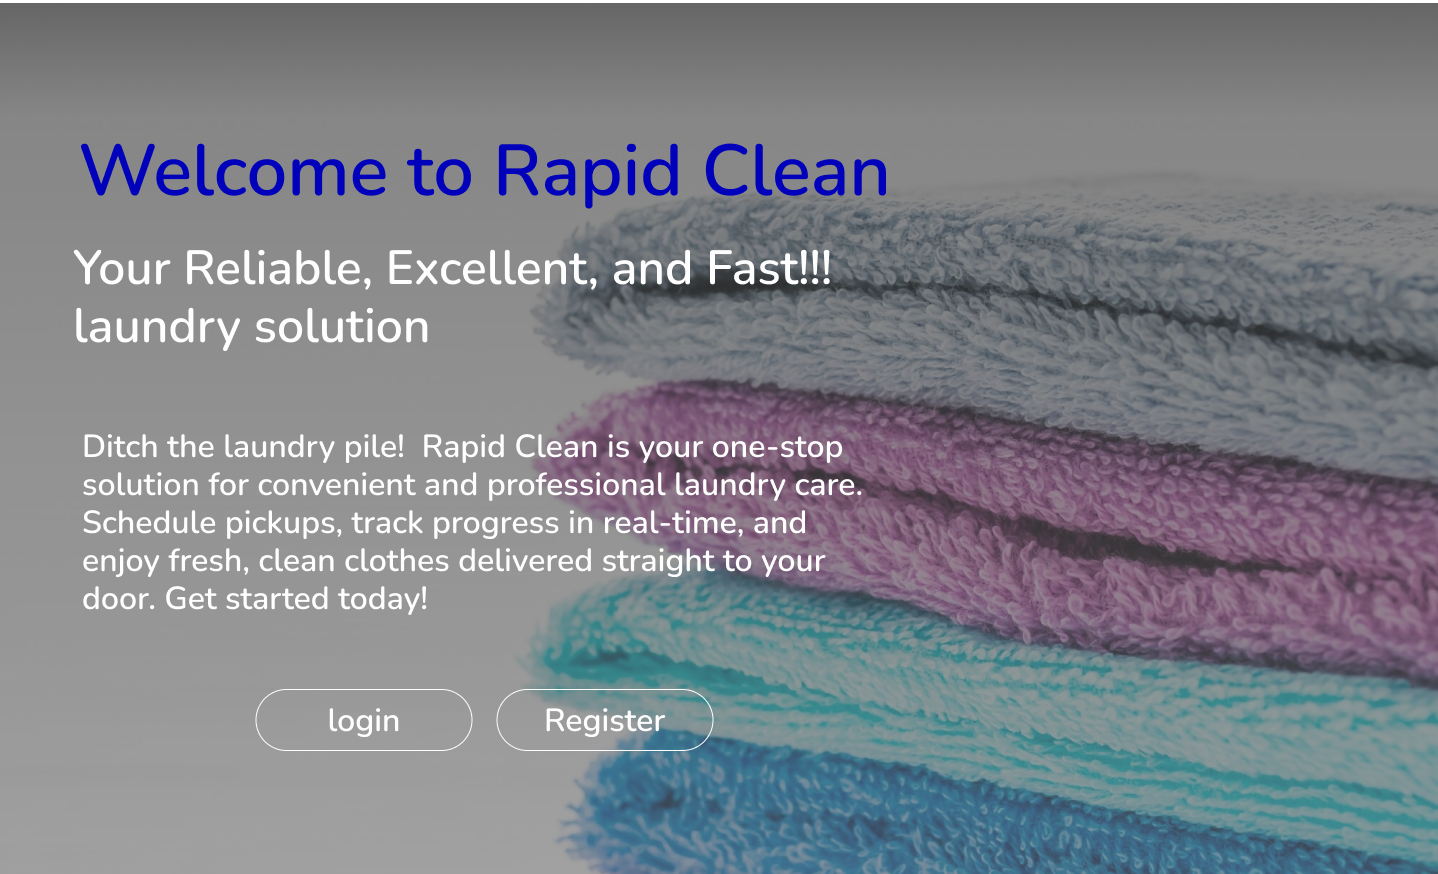 Welcome to Rapid Clean
Your Reliable, Excellent, and Fast!!!
laundry solution
Ditch the laundry pile!  Rapid Clean is your one-stop
solution for convenient and professional laundry care.
Schedule pickups, track progress in real-time, and
enjoy fresh, clean clothes delivered straight to your
door. Get started today!
login
Register